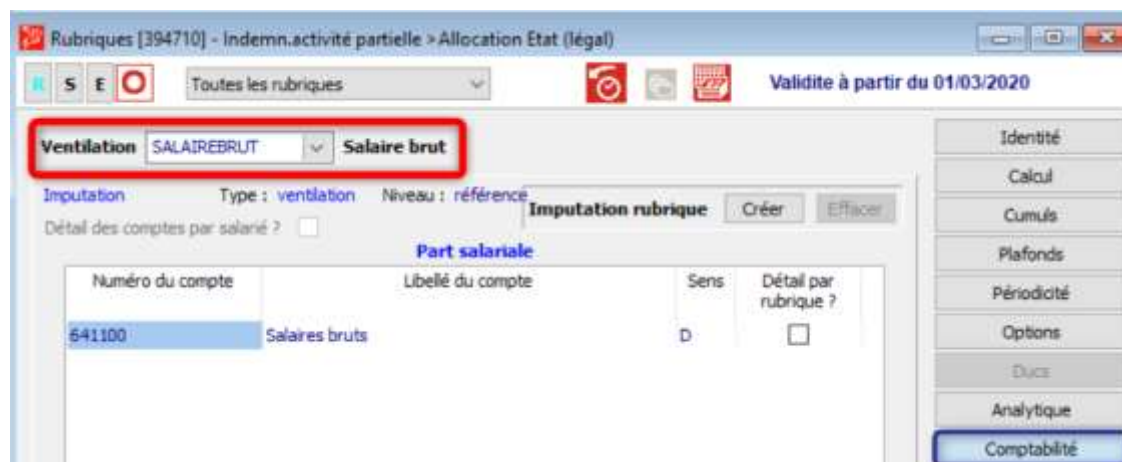 Rubriques [394710] - Indemn.activité partielle > Allocation Etat (légal)
R S E O Toutes les rubriques Validite à partir du 01/03/2020
Ventilation SALAIREBRUT Salaire brut
Identité
Calcul
Imputation Type : ventilation Niveau : référence
Imputation rubrique Créer Effacer
Cumuls
Détail des comptes par salarié ?
Part salariale
Plafonds
Numéro du compte Libellé du compte Sens Détail par rubrique ?
Périodicité
641100 Salaires bruts D
Options
Ducs
Analytique
Comptabilité